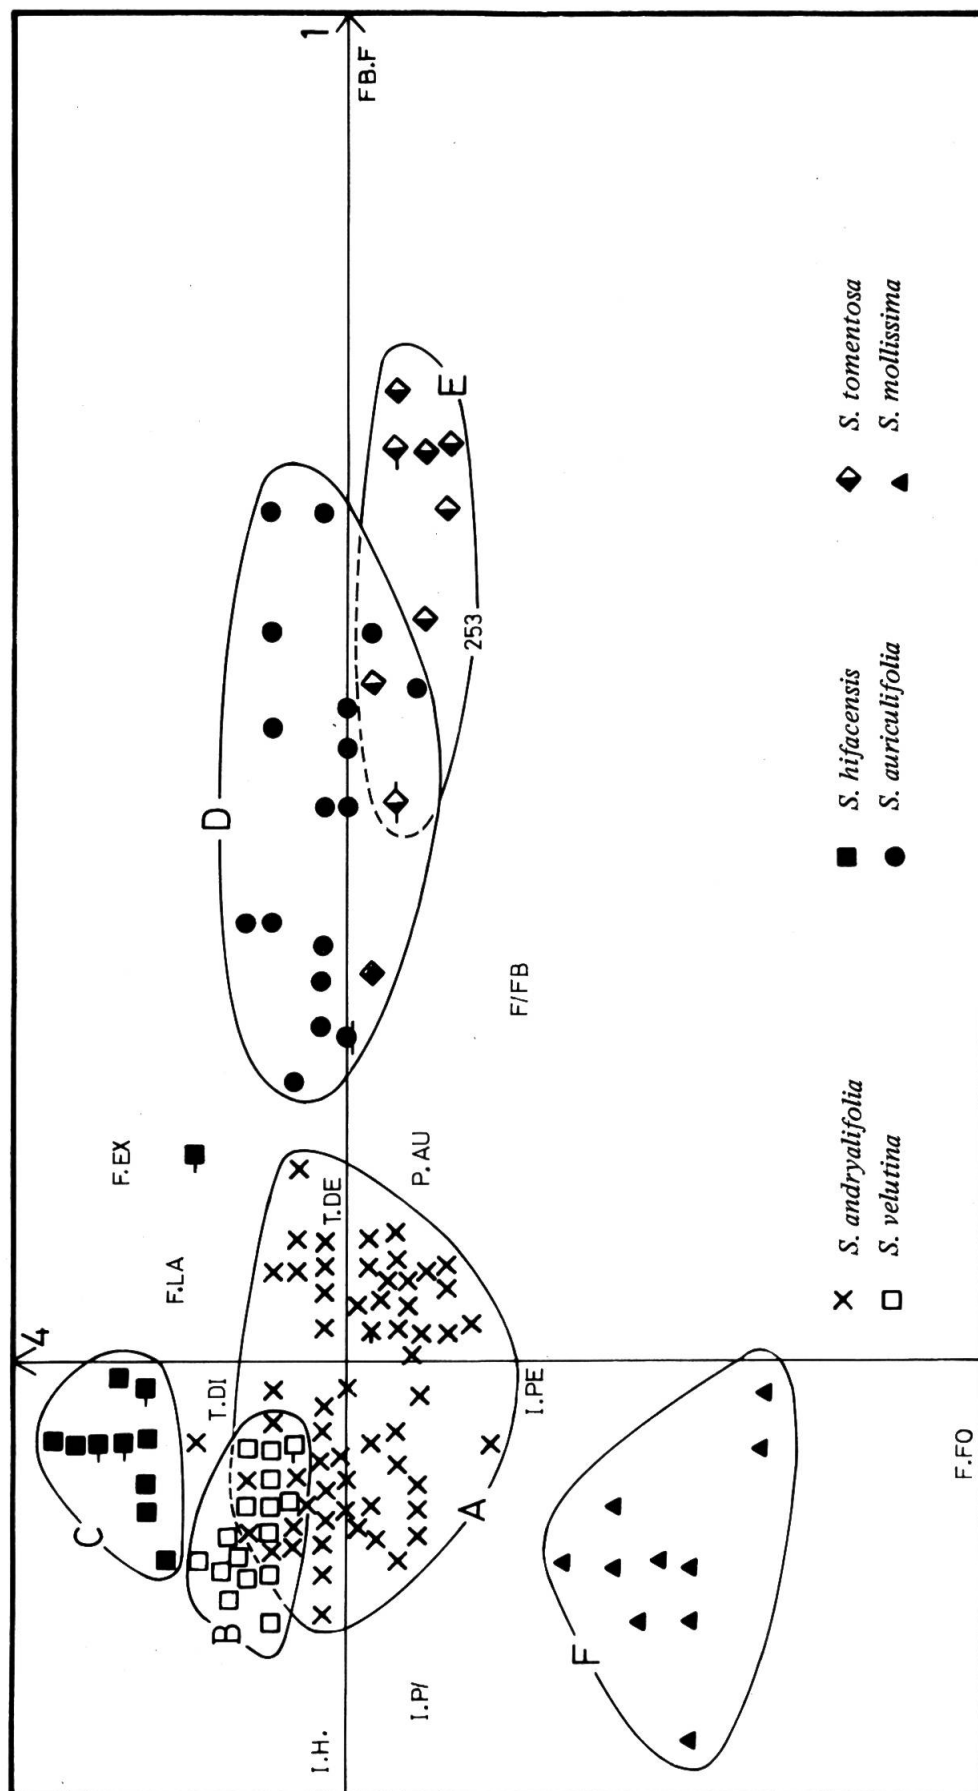 4
1
FB.F
F.EX
F.LA
T.DI
T.DE
P.AU
F/FB
I.PE
I.H.
I.P/
F.FO
A
B
C
D
E
F
253
S. andryalifolia
S. velutina
S. hifacensis
S. auriculifolia
S. tomentosa
S. mollissima